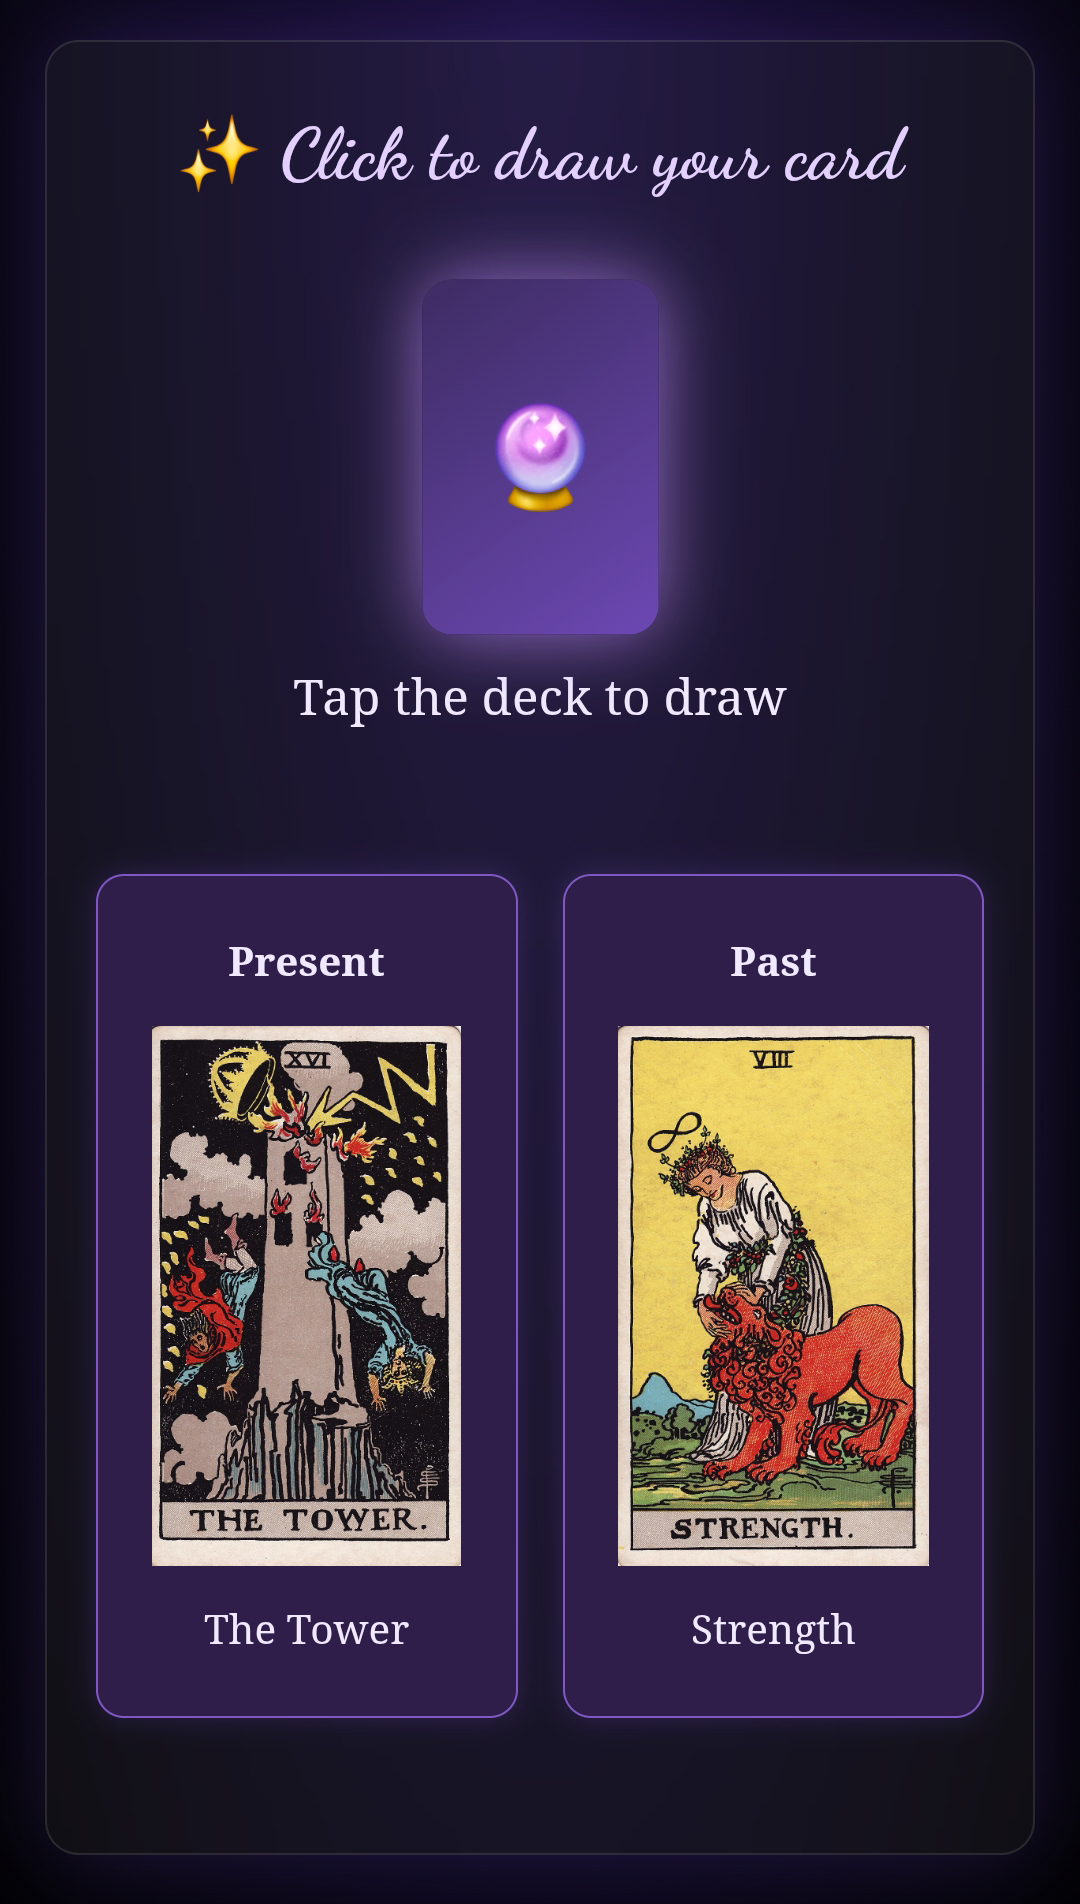 ✨ Click to draw your card
Tap the deck to draw
Present
XVI
THE TOWER.
The Tower
Past
VIII
STRENGTH.
Strength